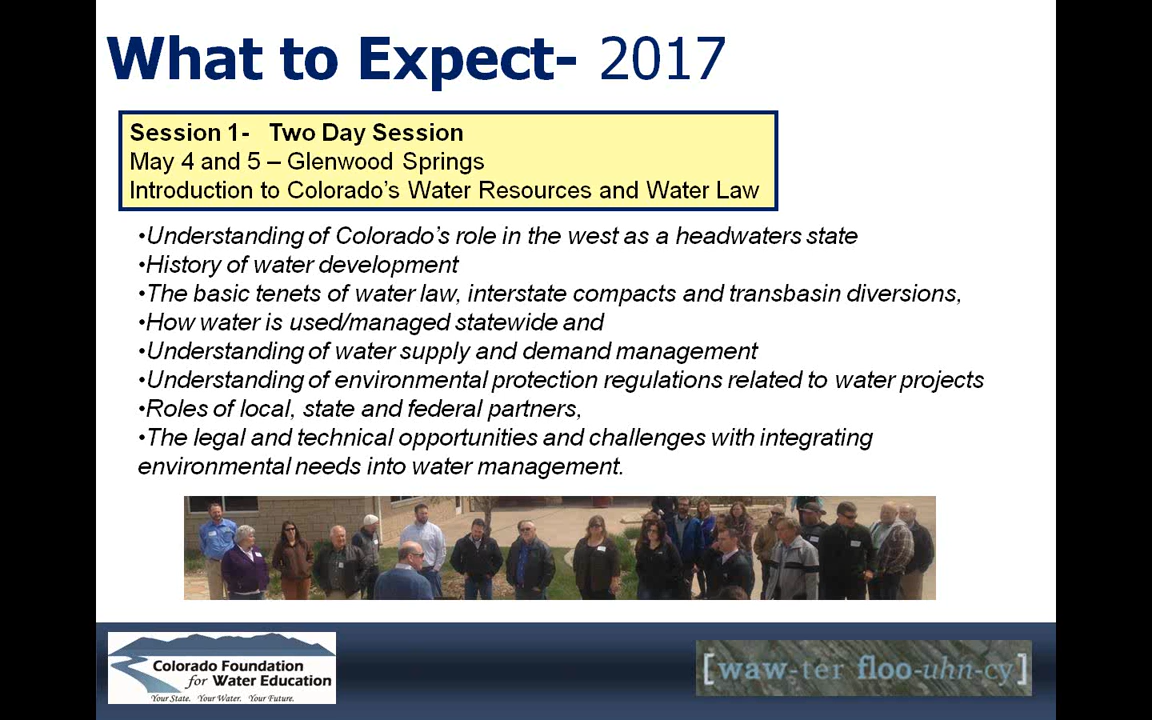 What to Expect- 2017
Session 1-   Two Day Session
May 4 and 5 – Glenwood Springs
Introduction to Colorado’s Water Resources and Water Law
•Understanding of Colorado’s role in the west as a headwaters state
•History of water development
•The basic tenets of water law, interstate compacts and transbasin diversions,
•How water is used/managed statewide and
•Understanding of water supply and demand management
•Understanding of environmental protection regulations related to water projects
•Roles of local, state and federal partners,
•The legal and technical opportunities and challenges with integrating
environmental needs into water management.
Colorado Foundation
for Water Education
Your State. Your Water. Your Future.
[waw-ter floo-uhn-cy]